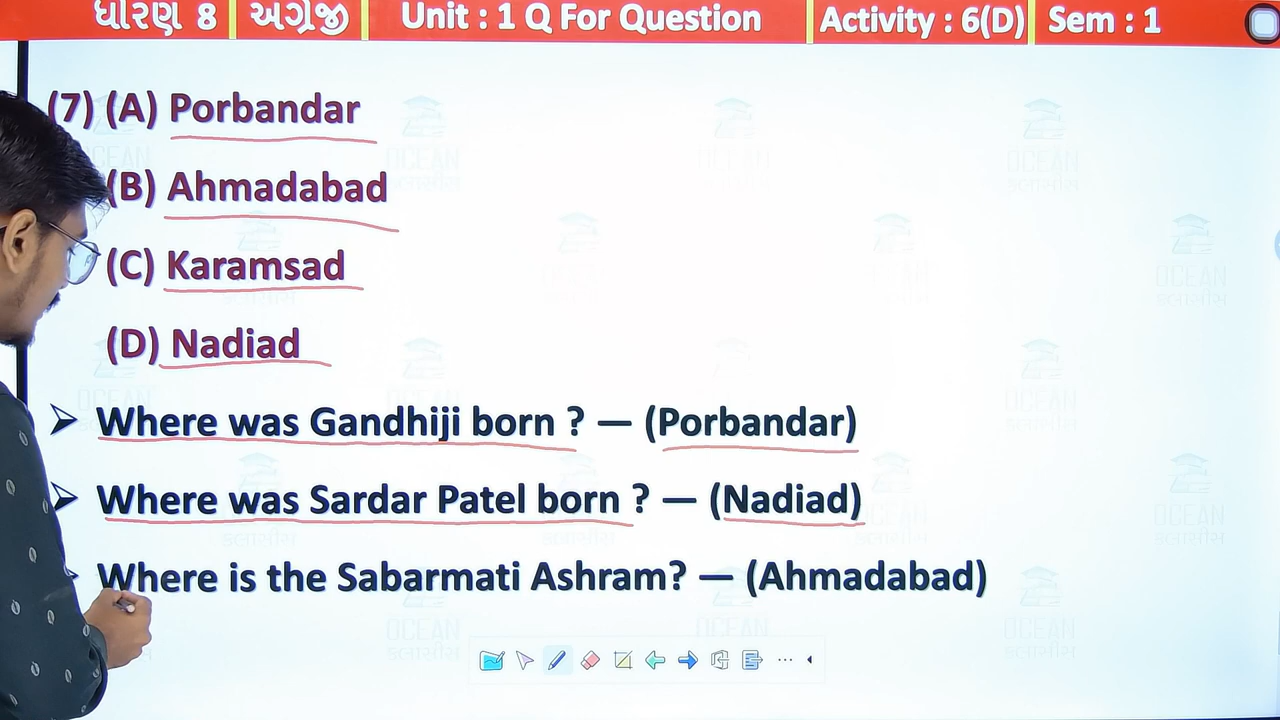 ધોરણ 8 અંગ્રેજી Unit : 1 Q For Question Activity : 6(D) Sem : 1
(7) (A) Porbandar
(B) Ahmadabad
(C) Karamsad
(D) Nadiad
➢ Where was Gandhiji born ? — (Porbandar)
➢ Where was Sardar Patel born ? — (Nadiad)
➢ Where is the Sabarmati Ashram? — (Ahmadabad)
OCEAN
ક્લાસીસ